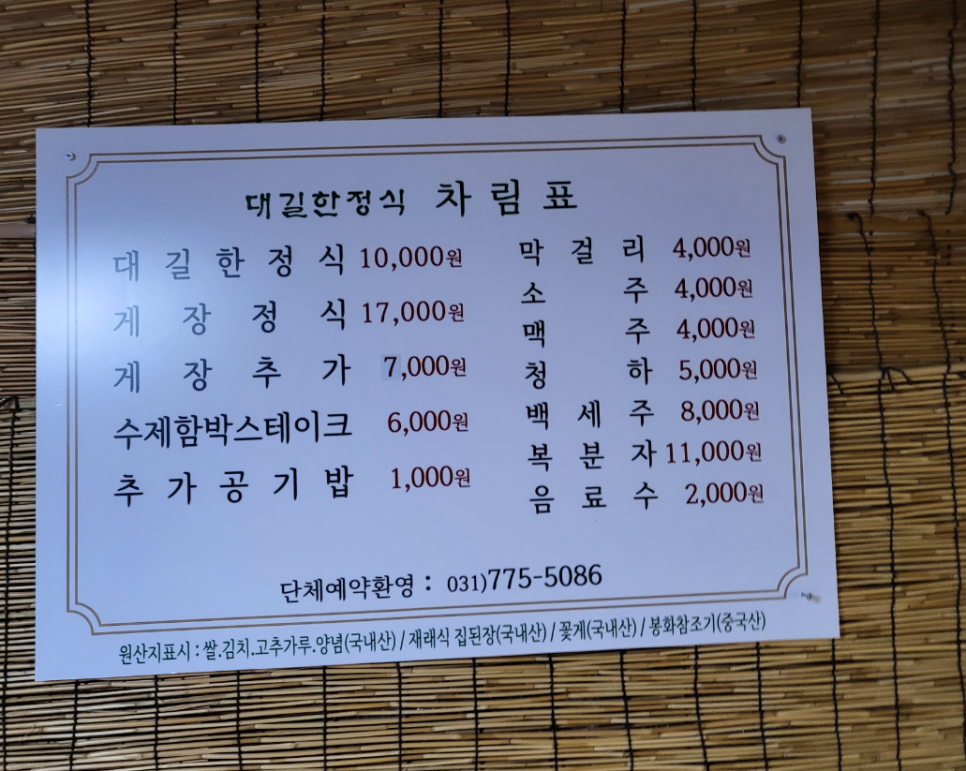 대길한정식 차림표
대길한정식 10,000원
게장정식 17,000원
게장추가 7,000원
수제함박스테이크 6,000원
추가공기밥 1,000원
막걸리 4,000원
소주 4,000원
맥주 4,000원
청하 5,000원
백세주 8,000원
복분자 11,000원
음료수 2,000원
단체예약환영 : 031)775-5086
원산지표시 : 쌀.김치.고추가루.양념(국내산) / 재래식 집된장(국내산) / 꽃게(국내산) / 봉화참조기(중국산)